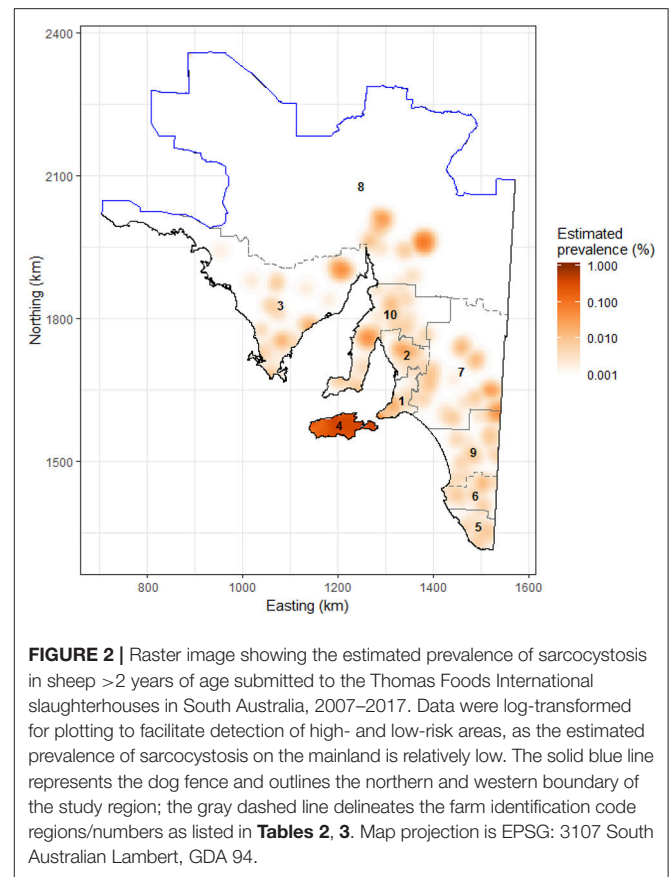 2400
2100
1800
1500
Northing (km)
8
3
10
2
7
1
4
9
6
5
800 1000 1200 1400 1600
Easting (km)
Estimated
prevalence (%)
1.000
0.100
0.010
0.001
FIGURE 2 | Raster image showing the estimated prevalence of sarcocystosis
in sheep >2 years of age submitted to the Thomas Foods International
slaughterhouses in South Australia, 2007–2017. Data were log-transformed
for plotting to facilitate detection of high- and low-risk areas, as the estimated
prevalence of sarcocystosis on the mainland is relatively low. The solid blue line
represents the dog fence and outlines the northern and western boundary of
the study region; the gray dashed line delineates the farm identification code
regions/numbers as listed in Tables 2, 3. Map projection is EPSG: 3107 South
Australian Lambert, GDA 94.